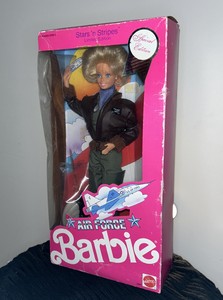 Stars 'n Stripes
Special Edition
AIR FORCE
Barbie